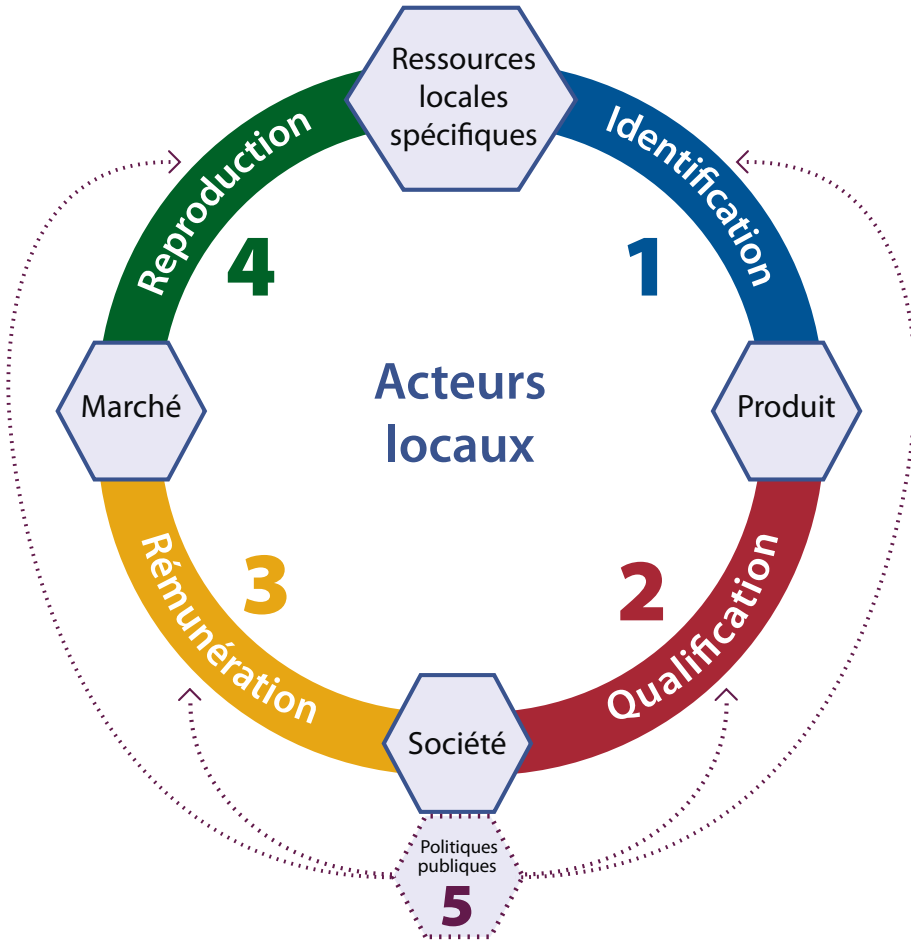 Ressources
locales
spécifiques
Identification
1
Produit
Qualification
2
Société
Rémunération
3
Marché
Reproduction
4
Acteurs
locaux
Politiques
publiques
5